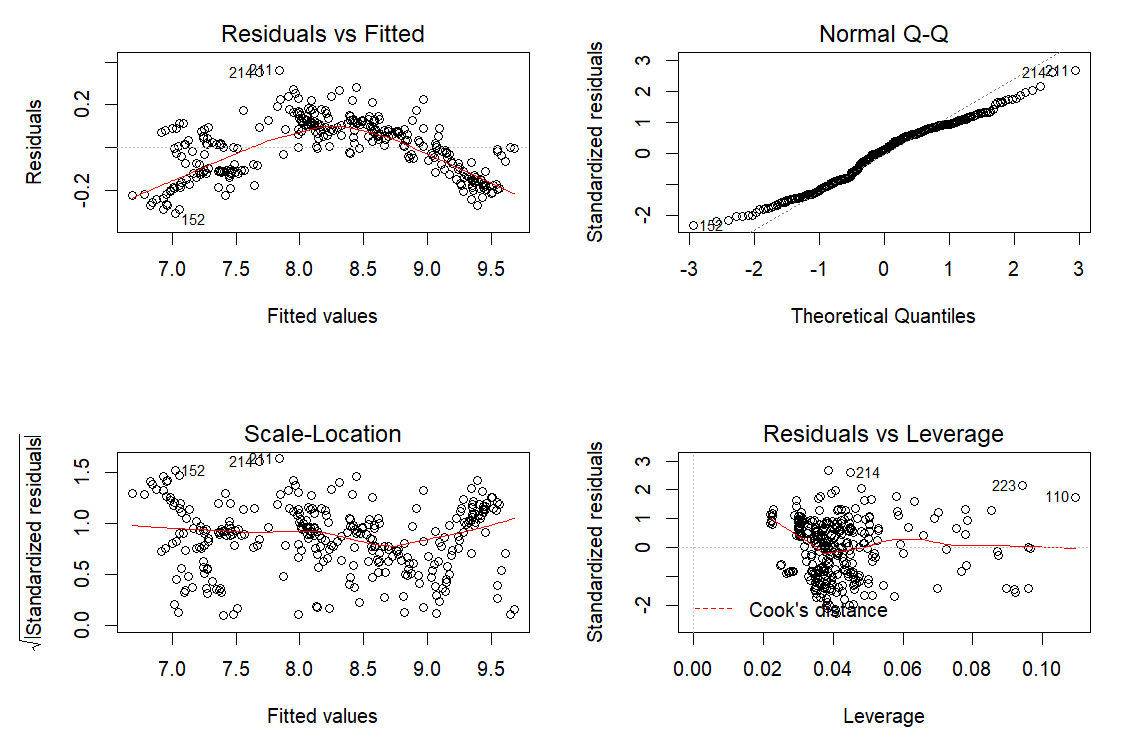 Residuals vs Fitted
Residuals
0.2
-0.2
214
211
152
7.0 7.5 8.0 8.5 9.0 9.5
Fitted values
Normal Q-Q
Standardized residuals
3
2
1
0
-2
214
211
152
-3 -2 -1 0 1 2 3
Theoretical Quantiles
Scale-Location
√|Standardized residuals|
1.5
1.0
0.5
0.0
152
214
211
7.0 7.5 8.0 8.5 9.0 9.5
Fitted values
Residuals vs Leverage
Standardized residuals
3
2
1
0
-2
214
223
110
Cook's distance
0.00 0.02 0.04 0.06 0.08 0.10
Leverage